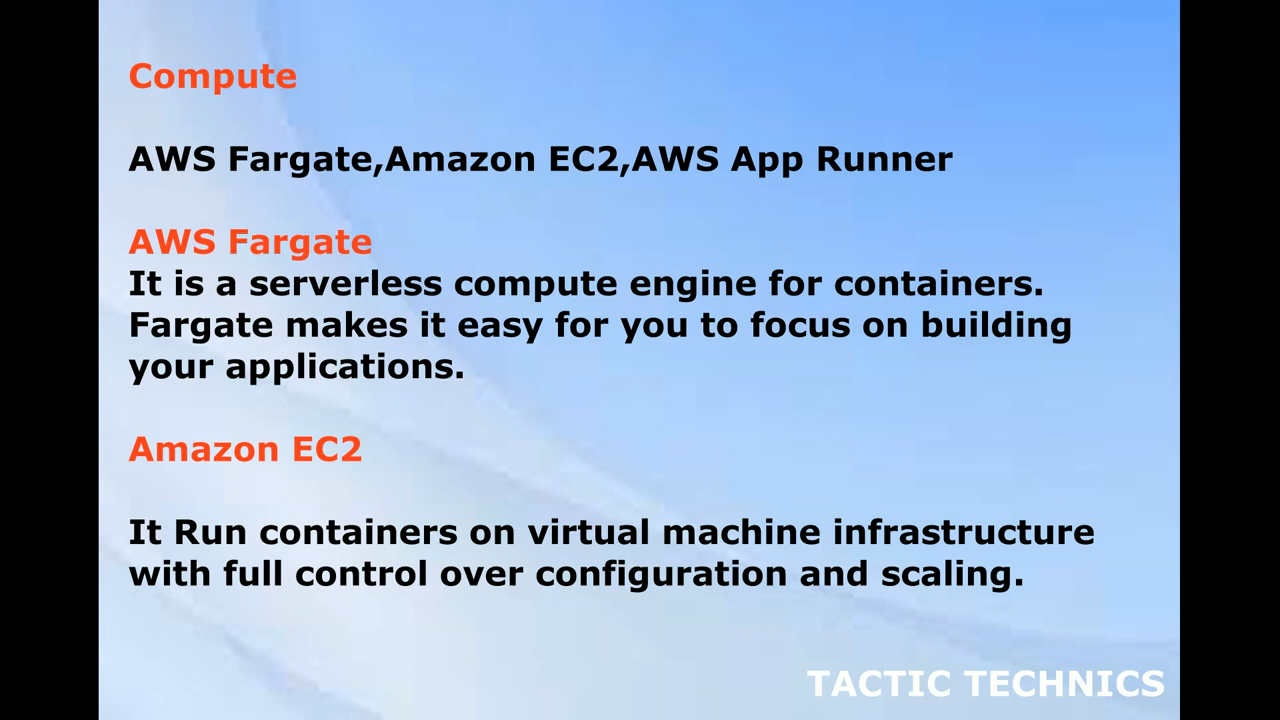 Compute
AWS Fargate,Amazon EC2,AWS App Runner
AWS Fargate
It is a serverless compute engine for containers.
Fargate makes it easy for you to focus on building
your applications.
Amazon EC2
It Run containers on virtual machine infrastructure
with full control over configuration and scaling.
TACTIC TECHNICS